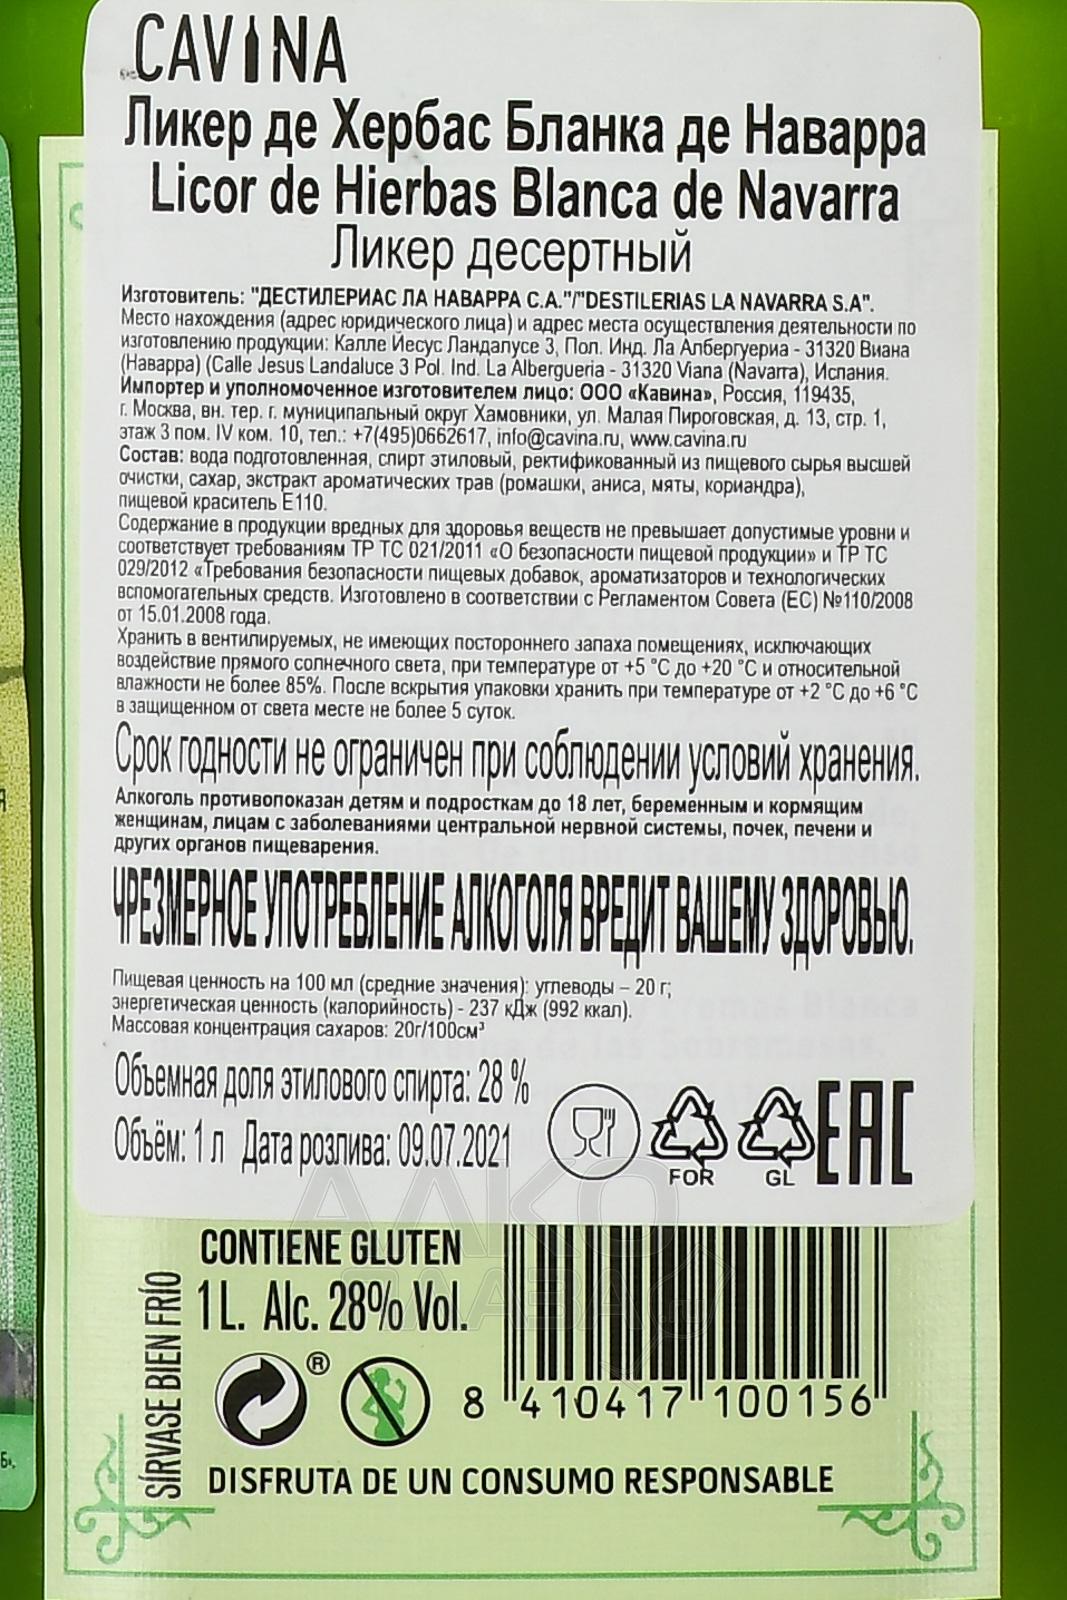 CAVINA
Ликер де Хербас Бланка де Наварра
Licor de Hierbas Blanca de Navarra
Ликер десертный
Изготовитель: "ДЕСТИЛЕРИАС ЛА НАВАРРА С.А."/"DESTILERIAS LA NAVARRA S.A".
Место нахождения (адрес юридического лица) и адрес места осуществления деятельности по
изготовлению продукции: Калле Йесус Ландалусе 3, Пол. Инд. Ла Албергуериа - 31320 Виана
(Наварра) (Calle Jesus Landaluce 3 Pol. Ind. La Albergueria - 31320 Viana (Navarra), Испания.
Импортер и уполномоченное изготовителем лицо: ООО «Кавина», Россия, 119435,
г. Москва, вн. тер. г. муниципальный округ Хамовники, ул. Малая Пироговская, д. 13, стр. 1,
этаж 3 пом. IV ком. 10, тел.: +7(495)0662617, info@cavina.ru, www.cavina.ru
Состав: вода подготовленная, спирт этиловый, ректификованный из пищевого сырья высшей
очистки, сахар, экстракт ароматических трав (ромашки, аниса, мяты, кориандра),
пищевой краситель Е110.
Содержание в продукции вредных для здоровья веществ не превышает допустимые уровни и
соответствует требованиям ТР ТС 021/2011 «О безопасности пищевой продукции» и ТР ТС
029/2012 «Требования безопасности пищевых добавок, ароматизаторов и технологических
вспомогательных средств. Изготовлено в соответствии с Регламентом Совета (ЕС) №110/2008
от 15.01.2008 года.
Хранить в вентилируемых, не имеющих постороннего запаха помещениях, исключающих
воздействие прямого солнечного света, при температуре от +5 °С до +20 °С и относительной
влажности не более 85%. После вскрытия упаковки хранить при температуре от +2 °С до +6 °С
в защищенном от света месте не более 5 суток.
Срок годности не ограничен при соблюдении условий хранения.
Алкоголь противопоказан детям и подросткам до 18 лет, беременным и кормящим
женщинам, лицам с заболеваниями центральной нервной системы, почек, печени и
других органов пищеварения.
ЧРЕЗМЕРНОЕ УПОТРЕБЛЕНИЕ АЛКОГОЛЯ ВРЕДИТ ВАШЕМУ ЗДОРОВЬЮ.
Пищевая ценность на 100 мл (средние значения): углеводы – 20 г;
энергетическая ценность (калорийность) - 237 кДж (992 ккал).
Массовая концентрация сахаров: 20г/100см³
Объемная доля этилового спирта: 28 %
Объём: 1 л Дата розлива: 09.07.2021
FOR
GL
EAC
CONTIENE GLUTEN
1 L. Alc. 28% Vol.
SÍRVASE BIEN FRÍO
®
8 410417 100156
DISFRUTA DE UN CONSUMO RESPONSABLE